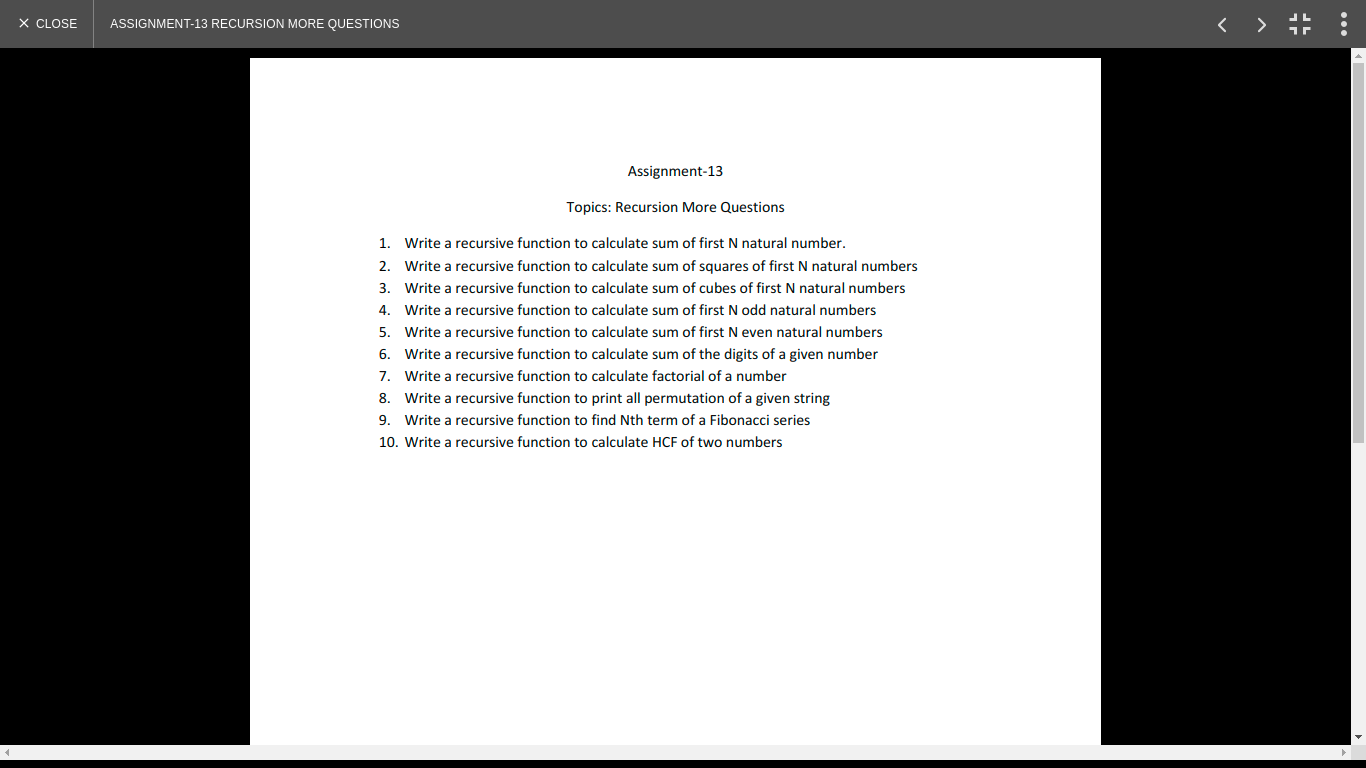 CLOSE
ASSIGNMENT-13 RECURSION MORE QUESTIONS
Assignment-13
Topics: Recursion More Questions
1. Write a recursive function to calculate sum of first N natural number.
2. Write a recursive function to calculate sum of squares of first N natural numbers
3. Write a recursive function to calculate sum of cubes of first N natural numbers
4. Write a recursive function to calculate sum of first N odd natural numbers
5. Write a recursive function to calculate sum of first N even natural numbers
6. Write a recursive function to calculate sum of the digits of a given number
7. Write a recursive function to calculate factorial of a number
8. Write a recursive function to print all permutation of a given string
9. Write a recursive function to find Nth term of a Fibonacci series
10. Write a recursive function to calculate HCF of two numbers